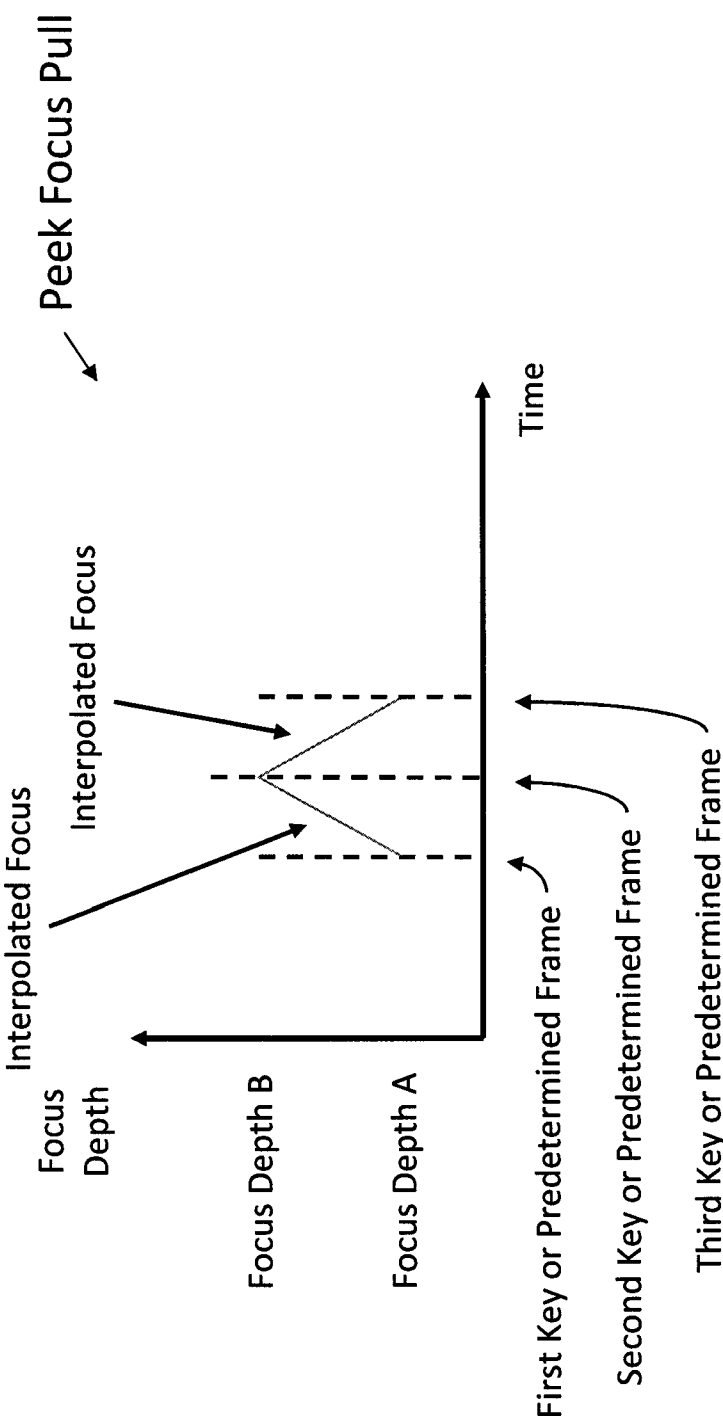 Peek Focus Pull
Interpolated Focus
Interpolated Focus
Focus
Depth
Focus Depth B
Focus Depth A
Time
First Key or Predetermined Frame
Second Key or Predetermined Frame
Third Key or Predetermined Frame